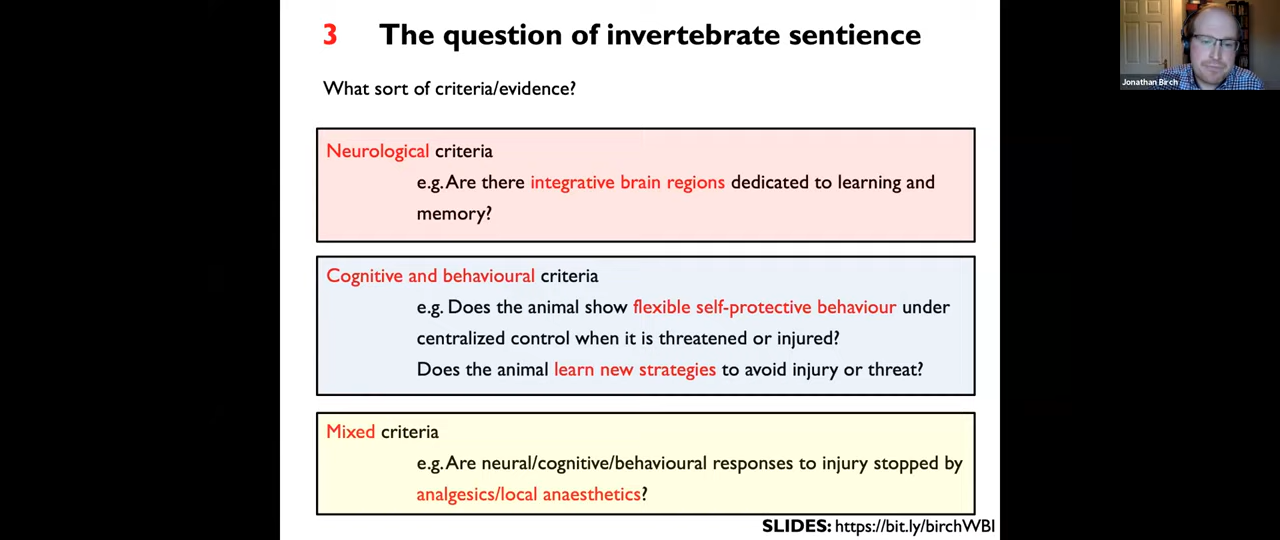 3 The question of invertebrate sentience
Jonathan Birch
What sort of criteria/evidence?
Neurological criteria
e.g. Are there integrative brain regions dedicated to learning and
memory?
Cognitive and behavioural criteria
e.g. Does the animal show flexible self-protective behaviour under
centralized control when it is threatened or injured?
Does the animal learn new strategies to avoid injury or threat?
Mixed criteria
e.g. Are neural/cognitive/behavioural responses to injury stopped by
analgesics/local anaesthetics?
SLIDES: https://bit.ly/birchWBI